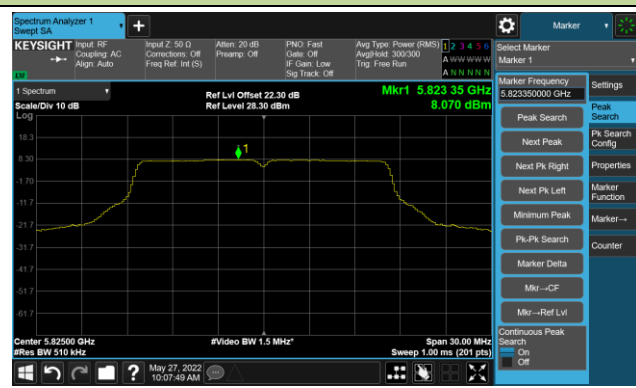 Spectrum Analyzer 1
Swept SA
+
Marker
KEYSIGHT
Input: RF
Coupling: AC
Align: Auto
Input Z: 50 Ω
Corrections: Off
Freq Ref: Int (S)
Atten: 20 dB
Preamp: Off
PNO: Fast
Gate: Off
IF Gain: Low
Sig Track: Off
Avg Type: Power (RMS)
Avg|Hold: 300/300
Trig: Free Run
1 2 3 4 5 6
A W W W W W
A N N N N N
LW
Select Marker
Marker 1
1 Spectrum
Scale/Div 10 dB
Log
Ref Lvl Offset 22.30 dB
Ref Level 28.30 dBm
Mkr1 5.823 35 GHz
8.070 dBm
1
18.3
8.30
-1.70
-11.7
-21.7
-31.7
-41.7
-51.7
-61.7
Center 5.82500 GHz
#Res BW 510 kHz
#Video BW 1.5 MHz*
Span 30.00 MHz
Sweep 1.00 ms (201 pts)
Marker Frequency
5.823350000 GHz
Peak Search
Next Peak
Next Pk Right
Next Pk Left
Minimum Peak
Pk-Pk Search
Marker Delta
Mkr→CF
Mkr→Ref Lvl
Continuous Peak
Search
On
Off
Settings
Peak
Search
Pk Search
Config
Properties
Marker
Function
Marker→
Counter
?
May 27, 2022
10:07:49 AM